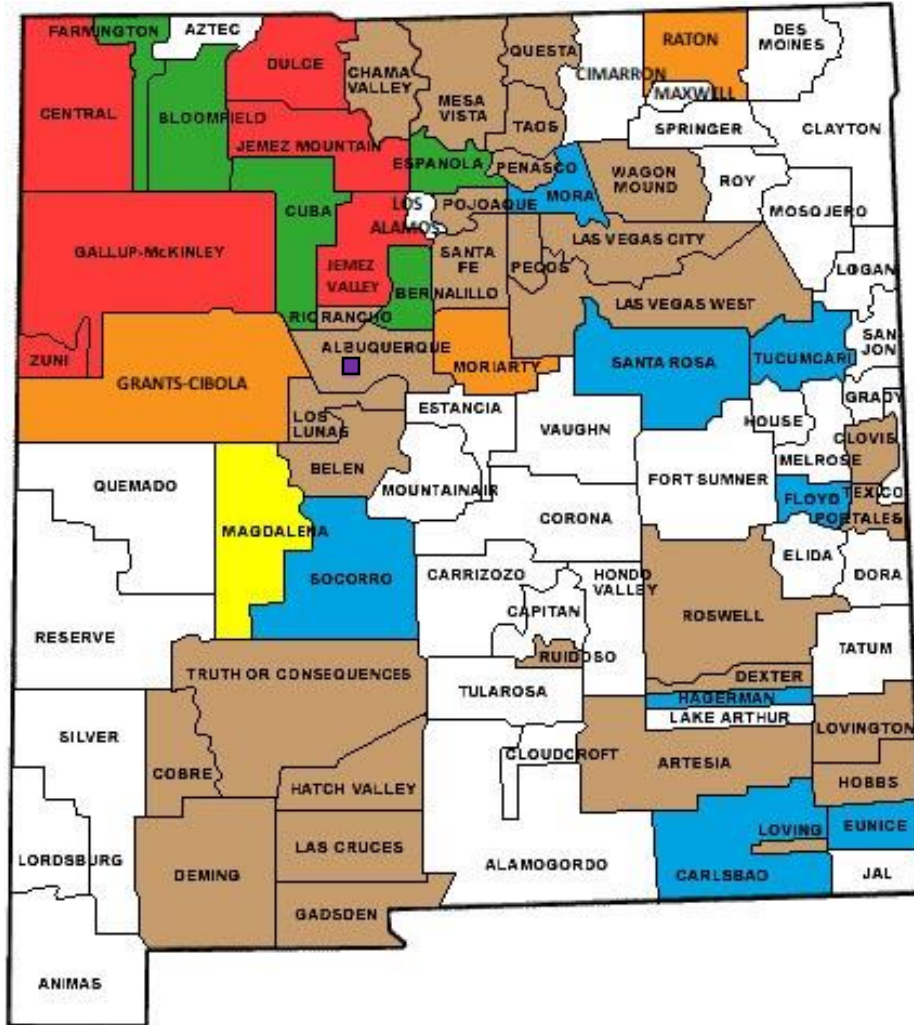 FARMINGTON
AZTEC
DULCE
CHAMA
VALLEY
QUESTA
RATON
DES
MOINES
CIMARRON
MAXWELL
CENTRAL
BLOOMFIELD
MESA
VISTA
TAOS
SPRINGER
CLAYTON
JEMEZ MOUNTAIN
ESPANOLA
PENASCO
WAGON
MOUND
ROY
MORA
CUBA
LOS
ALAMOS
POJOAQUE
MOSQJERO
GALLUP-McKINLEY
JEMEZ
VALLEY
SANTA
FE
PECOS
LAS VEGAS CITY
LOGAN
BERNALILLO
RIO RANCHO
LAS VEGAS WEST
ZUNI
ALBUQUERQUE
MORIARTY
SANTA ROSA
TUCUMCARI
SAN
JON
GRANTS-CIBOLA
ESTANCIA
GRADY
LOS
LUNAS
VAUGHN
HOUSE
CLOVIS
BELEN
MELROSE
QUEMADO
MOUNTAINAIR
FORT SUMNER
FLOYD
TEXICO
PORTALES
MAGDALENA
CORONA
ELIDA
SOCORRO
CARRIZOZO
HONDO
VALLEY
DORA
CAPITAN
RESERVE
ROSWELL
TATUM
RUIDOSO
TRUTH OR CONSEQUENCES
DEXTER
TULAROSA
HAGERMAN
LAKE ARTHUR
SILVER
LOVINGTON
CLOUDCROFT
ARTESIA
COBRE
HATCH VALLEY
HOBBS
LOVING
EUNICE
LAS CRUCES
LORDSBURG
DEMING
ALAMOGORDO
CARLSBAO
JAL
GADSDEN
ANIMAS